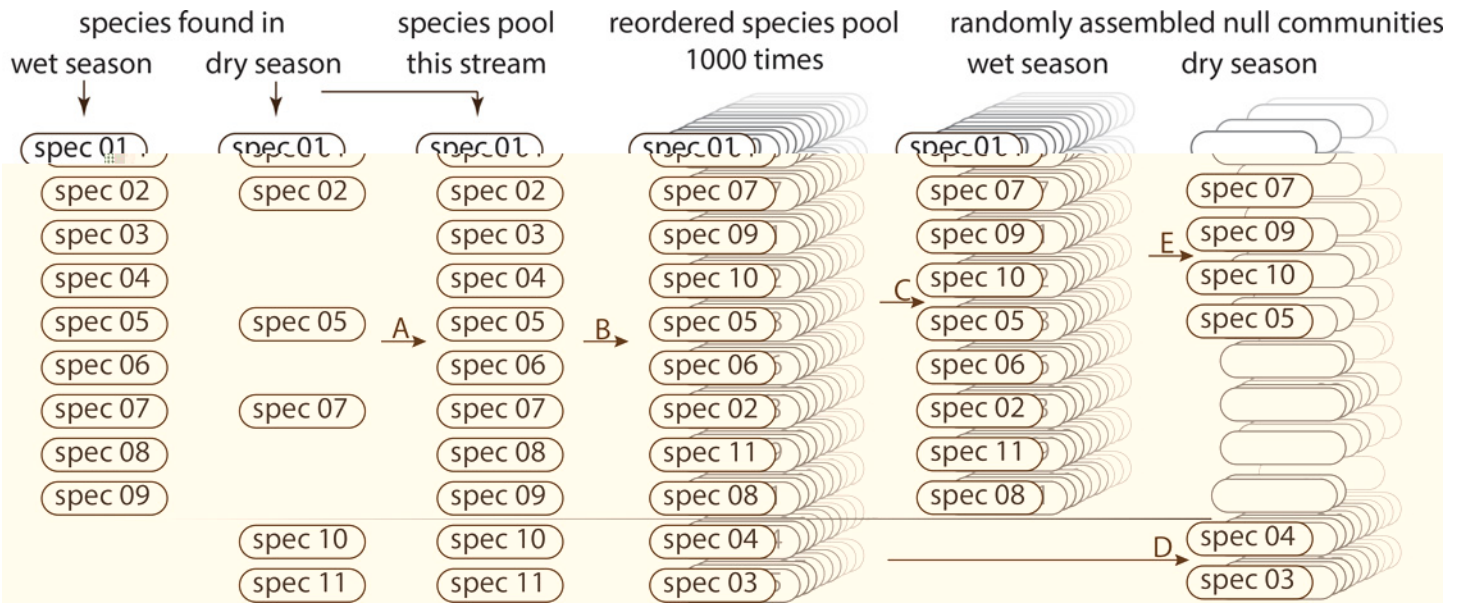 species found in species pool reordered species pool randomly assembled null communities
wet season dry season this stream 1000 times wet season dry season
spec 01 spec 01 spec 01 spec 01 spec 01
spec 02 spec 02 spec 02 spec 07 spec 07 spec 07
spec 03 spec 03 spec 09 spec 09 E spec 09
spec 04 spec 04 spec 10 C spec 10 spec 10
spec 05 spec 05 A spec 05 B spec 05 spec 05 spec 05
spec 06 spec 06 spec 06 spec 06
spec 07 spec 07 spec 07 spec 02 spec 02
spec 08 spec 08 spec 11 spec 11
spec 09 spec 09 spec 08 spec 08
spec 10 spec 10 spec 04 D spec 04
spec 11 spec 11 spec 03 spec 03